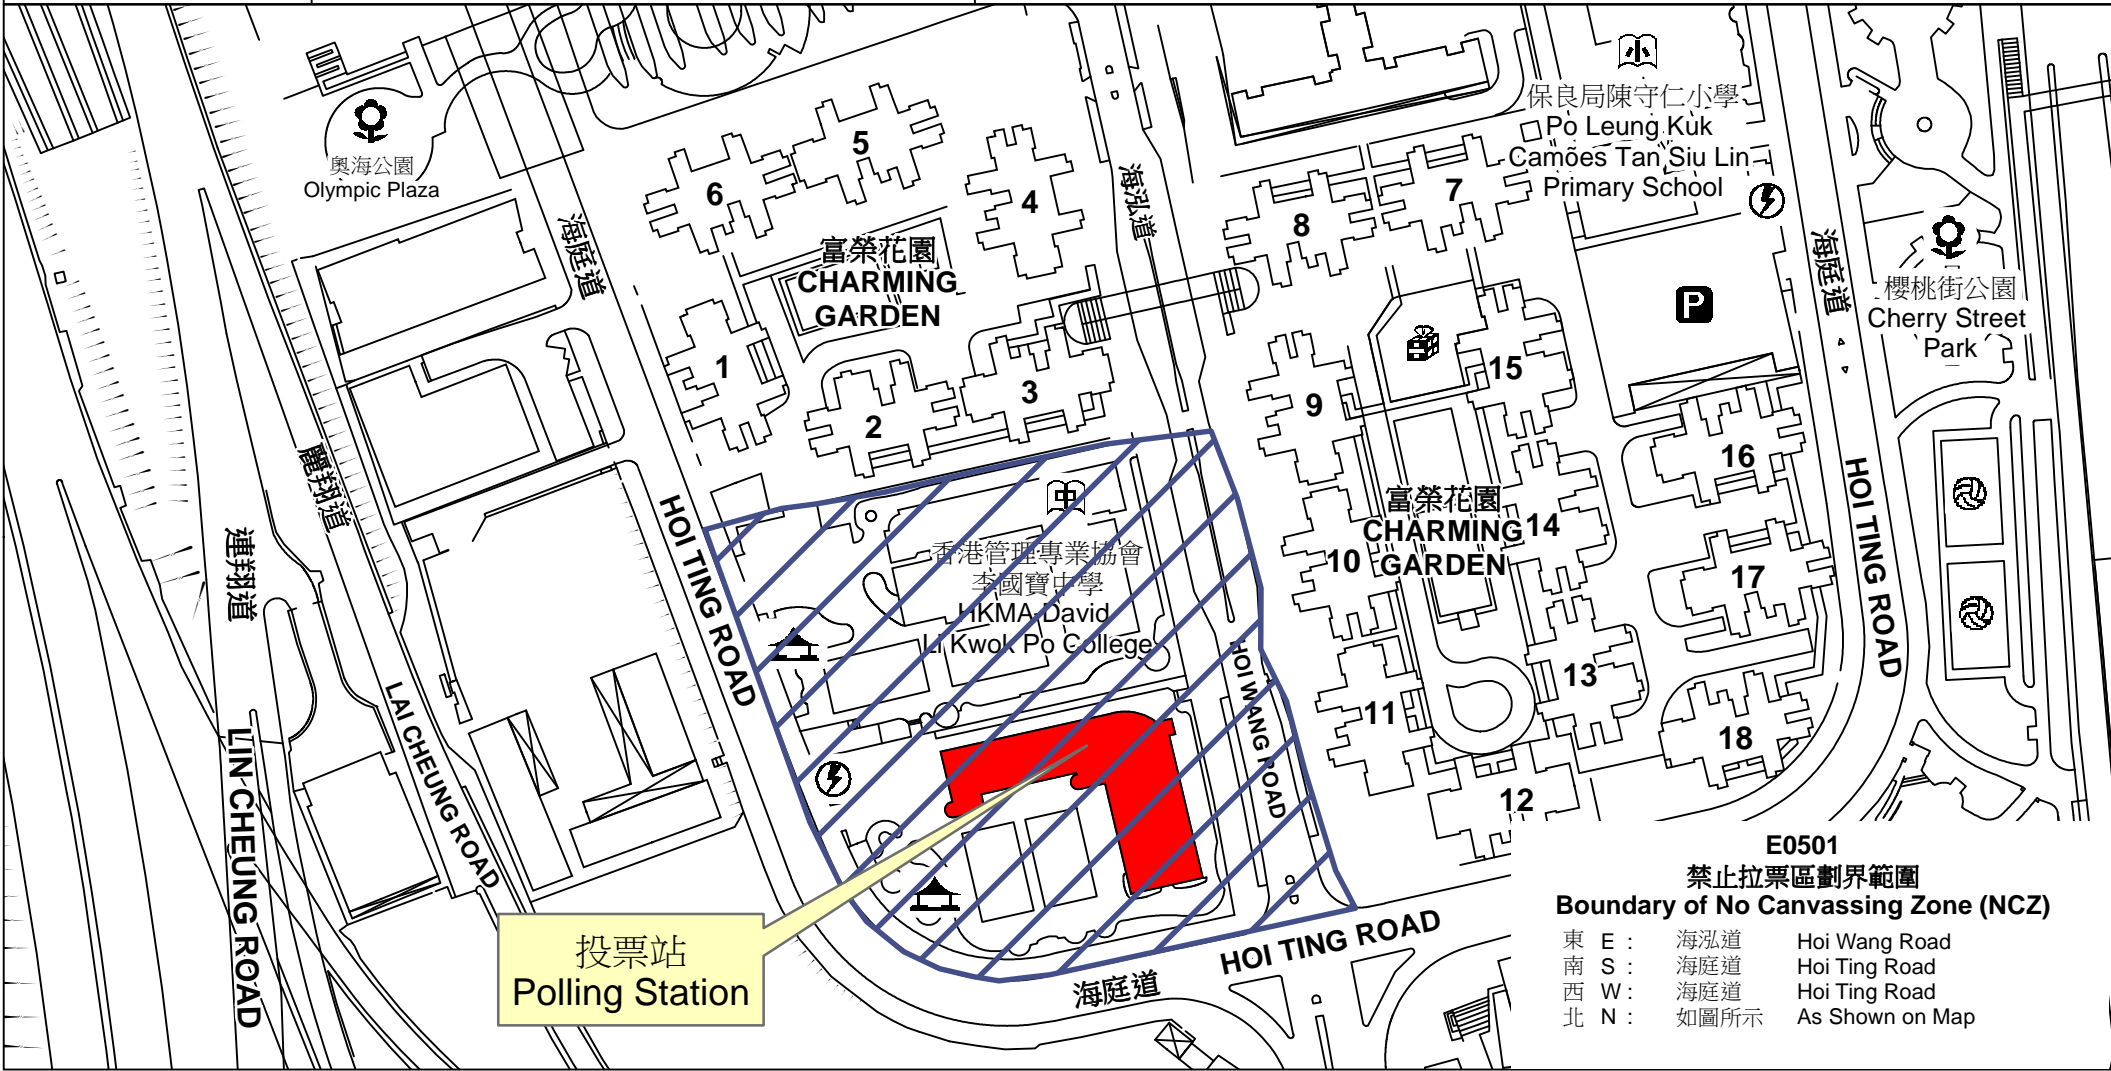 小
保良局陳守仁小學
Po Leung Kuk
Camões Tan Siu Lin
Primary School
奧海公園
Olympic Plaza
5
6
4
7
8
海泓道
海庭道
富榮花園
CHARMING
GARDEN
海庭道
P
櫻桃街公園
Cherry Street
Park
1
2
3
9
15
16
麗翔道
連翔道
HOI TING ROAD
中
香港管理專業協會
李國寶中學
HKMA David
Li Kwok Po College
富榮花園
CHARMING
GARDEN
10
14
17
HOI TING ROAD
HOI WANG ROAD
11
13
18
12
LAI CHEUNG ROAD
LIN CHEUNG ROAD
投票站
Polling Station
海庭道
HOI TING ROAD
E0501
禁止拉票區劃界範圍
Boundary of No Canvassing Zone (NCZ)
東 E : 海泓道 Hoi Wang Road
南 S : 海庭道 Hoi Ting Road
西 W : 海庭道 Hoi Ting Road
北 N : 如圖所示 As Shown on Map